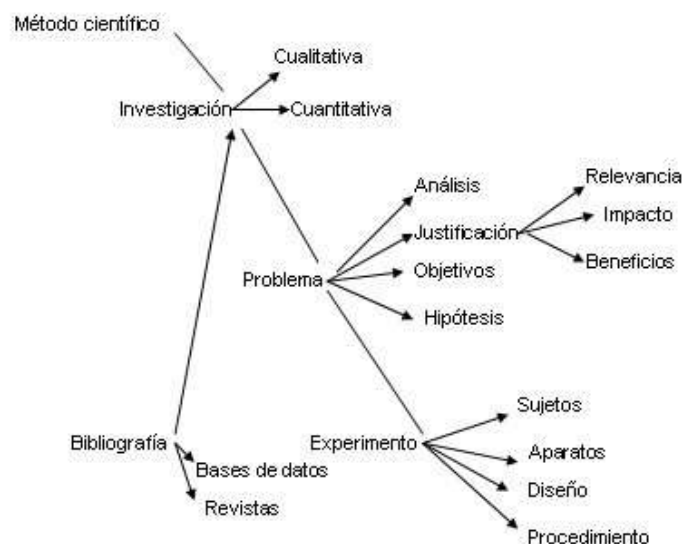 Método científico
Cualitativa
Investigación
Cuantitativa
Análisis
Relevancia
Justificación
Impacto
Problema
Objetivos
Beneficios
Hipótesis
Sujetos
Bibliografía
Experimento
Aparatos
Bases de datos
Diseño
Revistas
Procedimiento